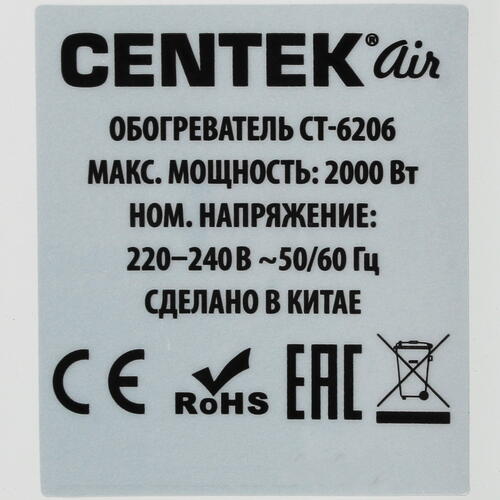 CENTEK® Air
ОБОГРЕВАТЕЛЬ CT-6206
МАКС. МОЩНОСТЬ: 2000 Вт
НОМ. НАПРЯЖЕНИЕ:
220–240 В ~50/60 Гц
СДЕЛАНО В КИТАЕ
CE RoHS EAC